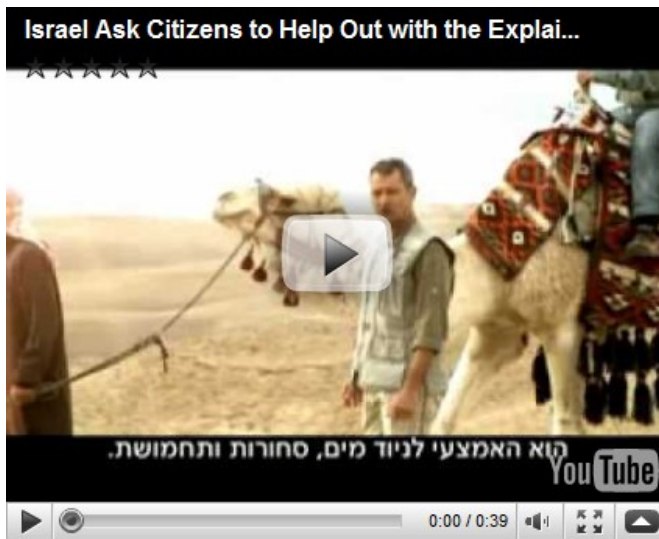 Israel Ask Citizens to Help Out with the Explai...
הוא האמצעי לניוד מים, סחורות ותחמושת.
YouTube
0:00 / 0:39